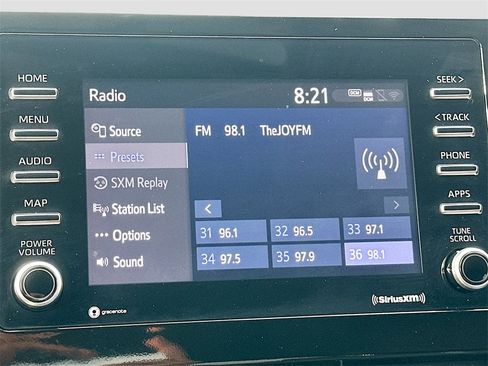 HOME
MENU
AUDIO
MAP
POWER
VOLUME
Radio
8:21
DCM
DCM
Source
Presets
SXM Replay
Station List
Options
Sound
FM 98.1 TheJOYFM
<
>
31 96.1
32 96.5
33 97.1
34 97.5
35 97.9
36 98.1
gracenote
((SiriusXM))
SEEK >
< TRACK
PHONE
APPS
TUNE
SCROLL